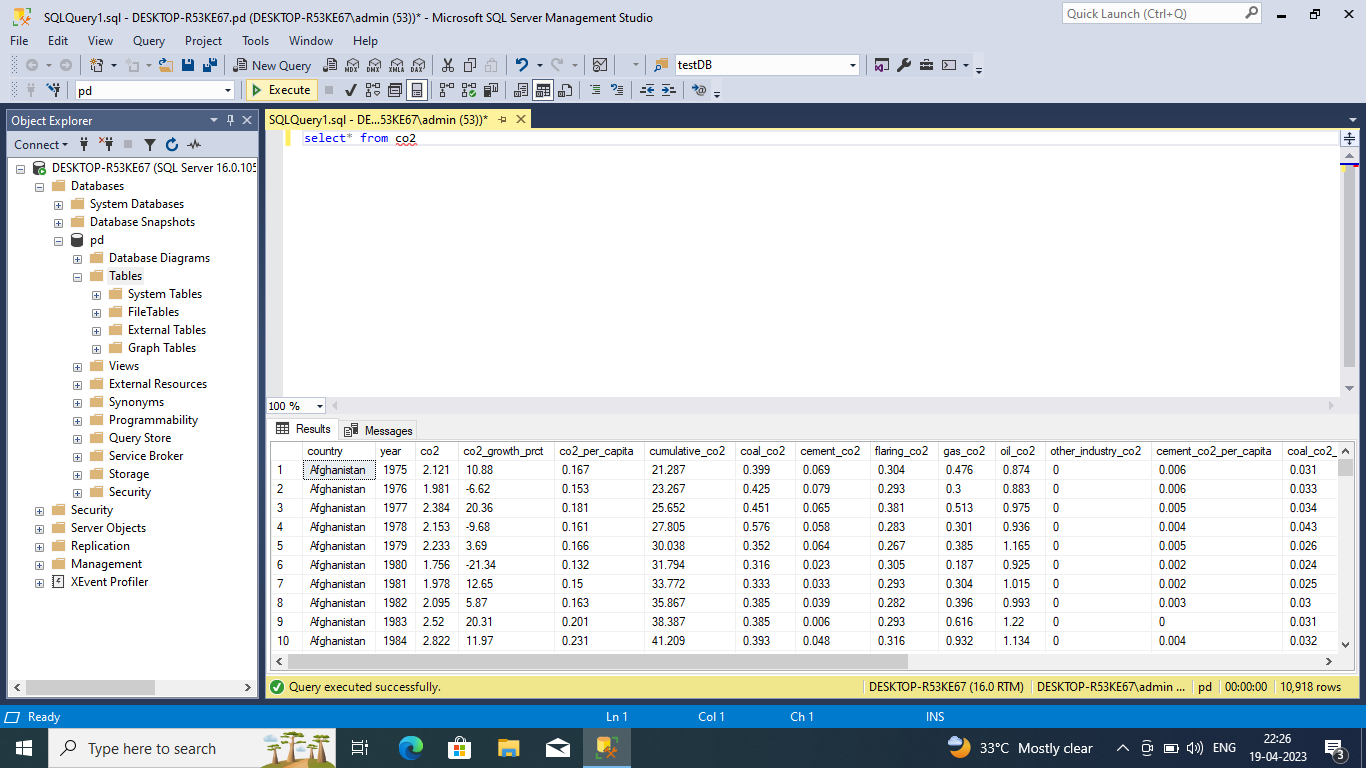 SQLQuery1.sql - DESKTOP-R53KE67.pd (DESKTOP-R53KE67\admin (53))* - Microsoft SQL Server Management Studio
Quick Launch (Ctrl+Q)
File Edit View Query Project Tools Window Help
New Query MDX DMX XMLA DAX testDB
pd Execute
Object Explorer
SQLQuery1.sql - DE...53KE67\admin (53))*
Connect
select* from co2
DESKTOP-R53KE67 (SQL Server 16.0.105
Databases
System Databases
Database Snapshots
pd
Database Diagrams
Tables
System Tables
FileTables
External Tables
Graph Tables
Views
External Resources
Synonyms
Programmability
Query Store
Service Broker
Storage
Security
Security
Server Objects
Replication
Management
XEvent Profiler
100 %
Results Messages
country year co2 co2_growth_prct co2_per_capita cumulative_co2 coal_co2 cement_co2 flaring_co2 gas_co2 oil_co2 other_industry_co2 cement_co2_per_capita coal_co2_
1 Afghanistan 1975 2.121 10.88 0.167 21.287 0.399 0.069 0.304 0.476 0.874 0 0.006 0.031
2 Afghanistan 1976 1.981 -6.62 0.153 23.267 0.425 0.079 0.293 0.3 0.883 0 0.006 0.033
3 Afghanistan 1977 2.384 20.36 0.181 25.652 0.451 0.065 0.381 0.513 0.975 0 0.005 0.034
4 Afghanistan 1978 2.153 -9.68 0.161 27.805 0.576 0.058 0.283 0.301 0.936 0 0.004 0.043
5 Afghanistan 1979 2.233 3.69 0.166 30.038 0.352 0.064 0.267 0.385 1.165 0 0.005 0.026
6 Afghanistan 1980 1.756 -21.34 0.132 31.794 0.316 0.023 0.305 0.187 0.925 0 0.002 0.024
7 Afghanistan 1981 1.978 12.65 0.15 33.772 0.333 0.033 0.293 0.304 1.015 0 0.002 0.025
8 Afghanistan 1982 2.095 5.87 0.163 35.867 0.385 0.039 0.282 0.396 0.993 0 0.003 0.03
9 Afghanistan 1983 2.52 20.31 0.201 38.387 0.385 0.006 0.293 0.616 1.22 0 0 0.031
10 Afghanistan 1984 2.822 11.97 0.231 41.209 0.393 0.048 0.316 0.932 1.134 0 0.004 0.032
Query executed successfully. DESKTOP-R53KE67 (16.0 RTM) DESKTOP-R53KE67\admin ... pd 00:00:00 10,918 rows
Ready Ln 1 Col 1 Ch 1 INS
Type here to search 33°C Mostly clear ENG 22:26
19-04-2023 3